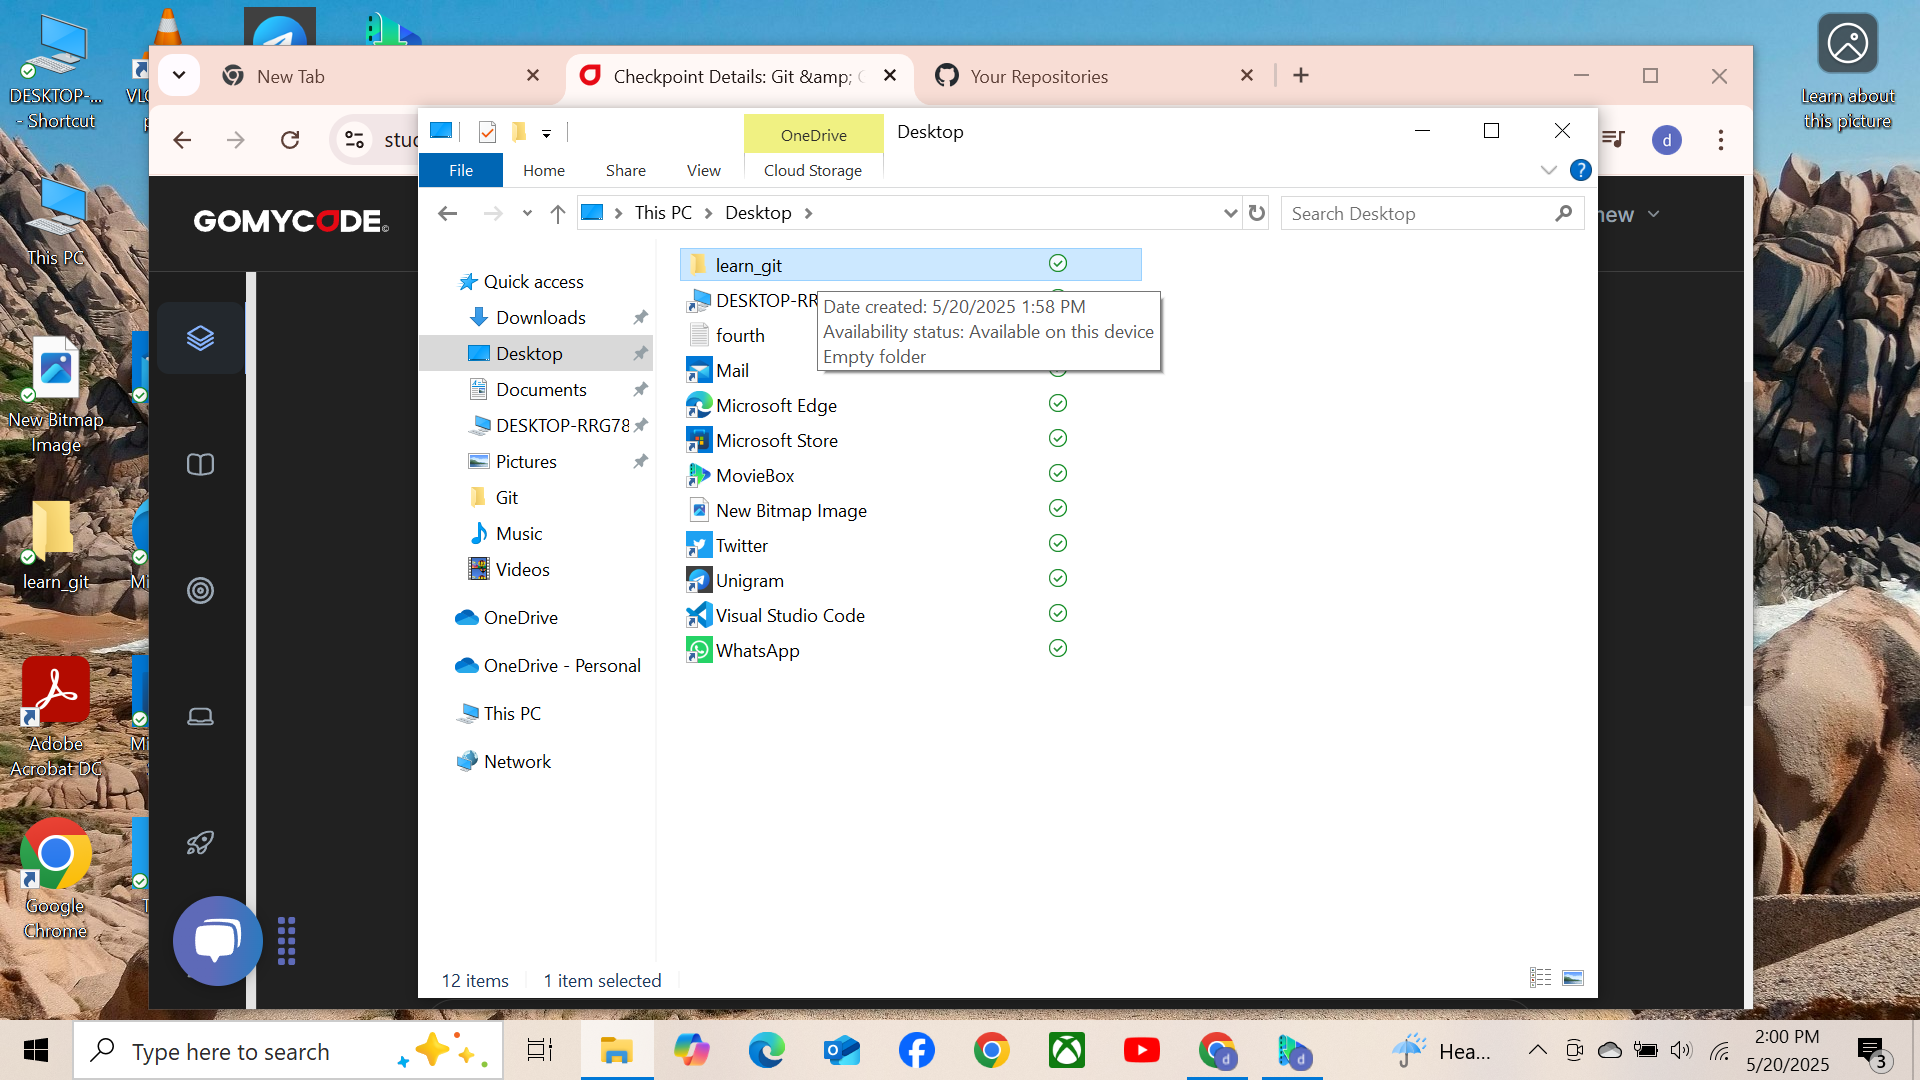 DESKTOP-...
- Shortcut
This PC
New Bitmap
Image
learn_git
Adobe
Acrobat DC
Google
Chrome
Learn about
this picture
New Tab
Checkpoint Details: Git &amp;
Your Repositories
d
GOMYCODE
OneDrive
Desktop
File
Home
Share
View
Cloud Storage
This PC
Desktop
Search Desktop
Quick access
Downloads
Desktop
Documents
DESKTOP-RRG78
Pictures
Git
Music
Videos
OneDrive
OneDrive - Personal
This PC
Network
learn_git
DESKTOP-RR
fourth
Mail
Microsoft Edge
Microsoft Store
MovieBox
New Bitmap Image
Twitter
Unigram
Visual Studio Code
WhatsApp
Date created: 5/20/2025 1:58 PM
Availability status: Available on this device
Empty folder
12 items
1 item selected
Type here to search
d
d
Hea...
2:00 PM
5/20/2025
3